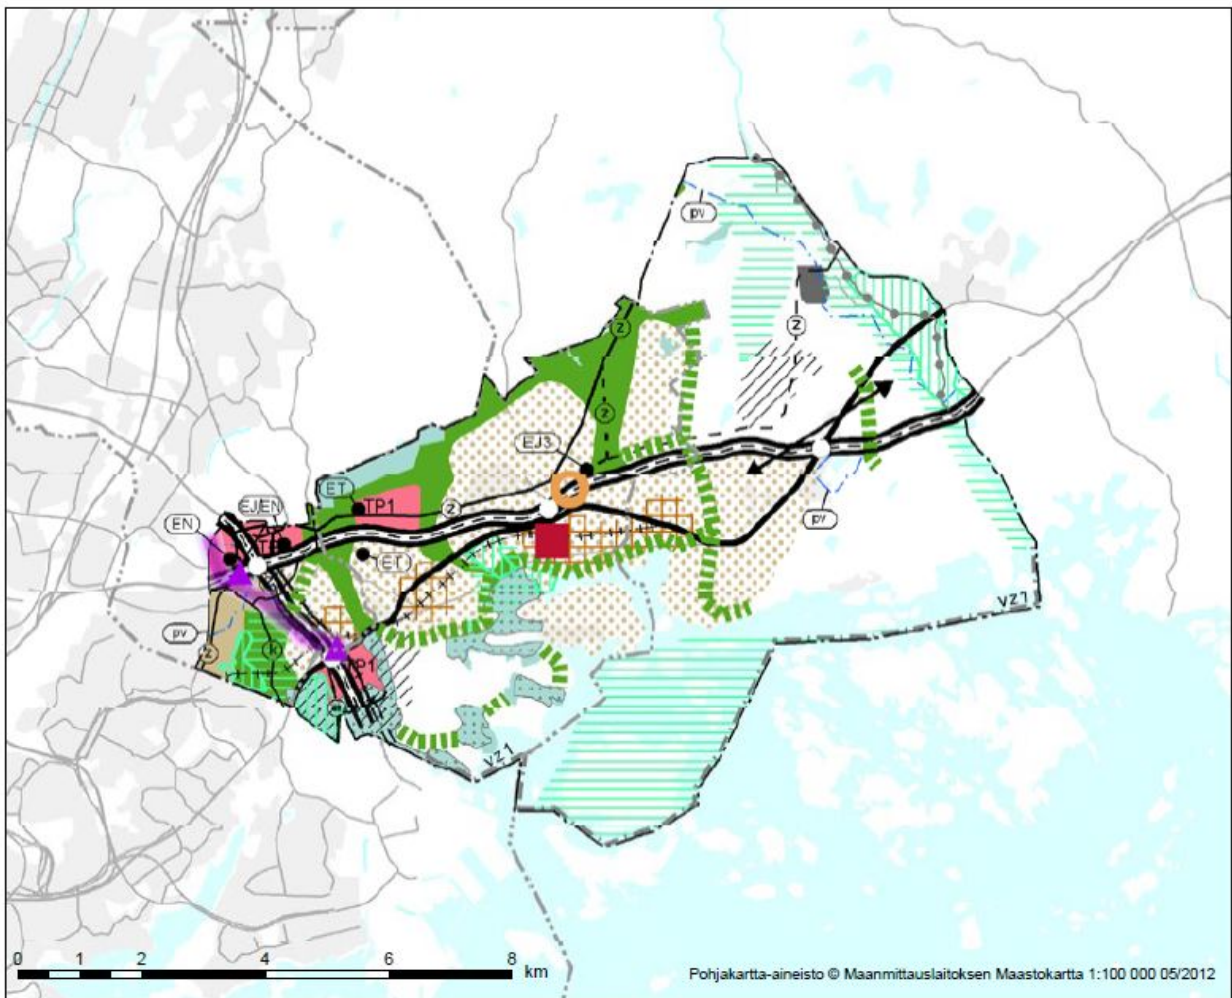 pv
z
z
z
EJ3
ET
TP1
z
EJ/EN
EN
(ET)
pv
VZ1
pv
z
k
TP1
VZ1
0 1 2 4 6 8
km
Pohjakartta-aineisto © Maanmittauslaitoksen Maastokartta 1:100 000 05/2012